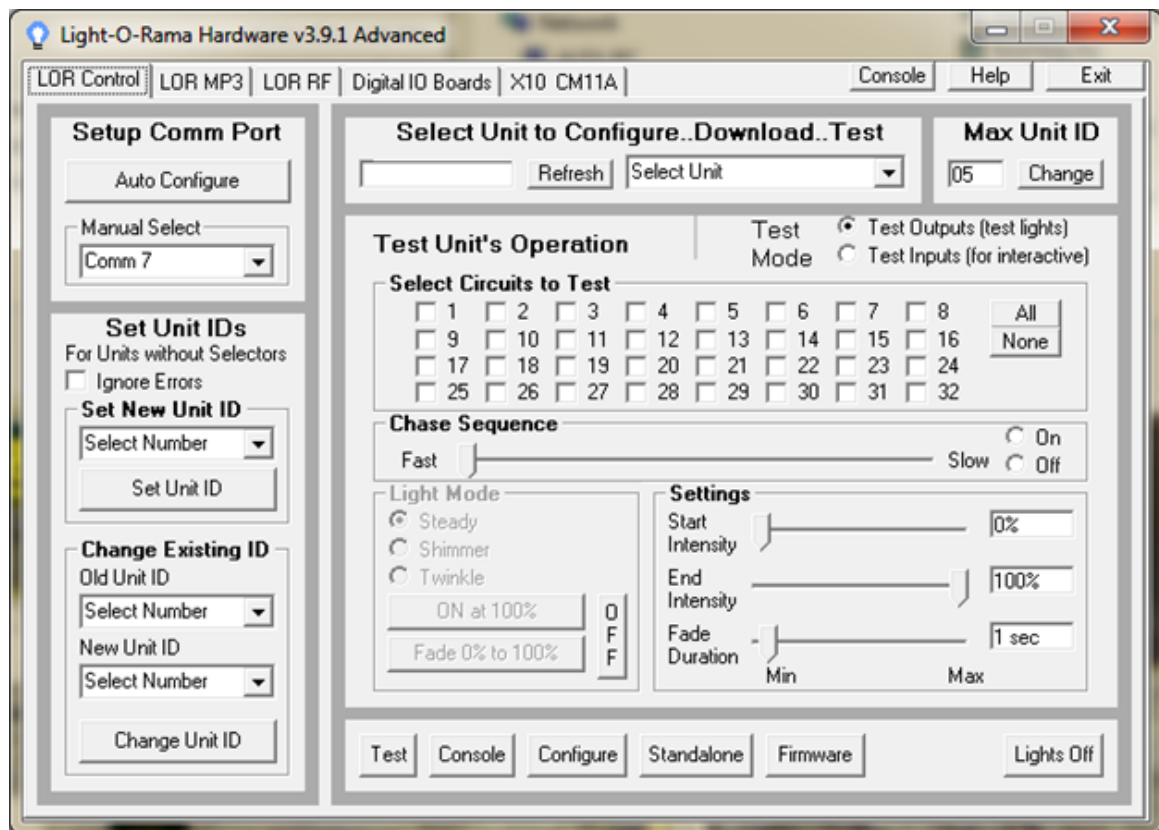 Light-O-Rama Hardware v3.9.1 Advanced
LOR Control LOR MP3 LOR RF Digital IO Boards X10 CM11A Console Help Exit
Setup Comm Port
Auto Configure
Manual Select
Comm 7
Set Unit IDs
For Units without Selectors
Ignore Errors
Set New Unit ID
Select Number
Set Unit ID
Change Existing ID
Old Unit ID
Select Number
New Unit ID
Select Number
Change Unit ID
Select Unit to Configure..Download..Test
Refresh Select Unit
Max Unit ID
05 Change
Test Unit's Operation
Test
Mode
Test Outputs (test lights)
Test Inputs (for interactive)
Select Circuits to Test
1 2 3 4 5 6 7 8
9 10 11 12 13 14 15 16
17 18 19 20 21 22 23 24
25 26 27 28 29 30 31 32
All
None
Chase Sequence
Fast Slow
On
Off
Light Mode
Steady
Shimmer
Twinkle
ON at 100%
Fade 0% to 100%
O
F
F
Settings
Start
Intensity
0%
End
Intensity
100%
Fade
Duration
1 sec
Min Max
Test Console Configure Standalone Firmware Lights Off